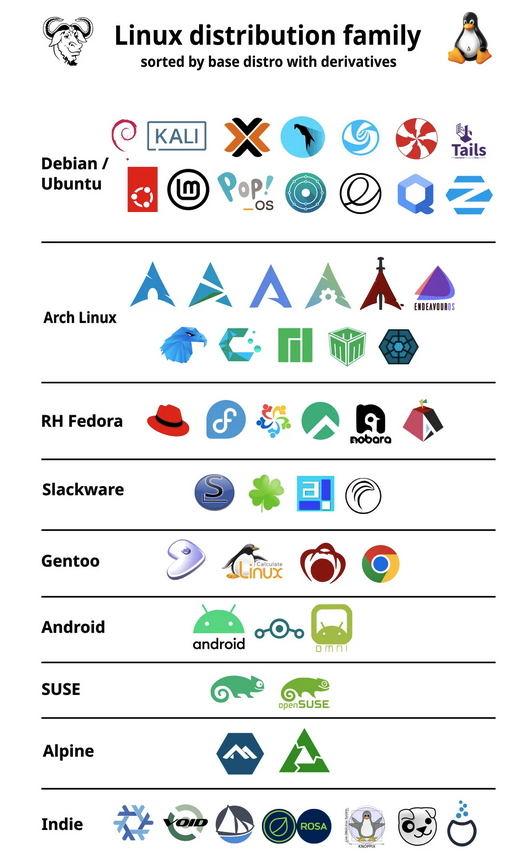 Linux distribution family
sorted by base distro with derivatives
Debian /
Ubuntu
KALI
Tails
lm
Pop!
_OS
Arch Linux
ENDEAVOUROS
RH Fedora
nobara
Slackware
S
a
Gentoo
Calculate
Linux
Android
android
OMNI
SUSE
openSUSE
Alpine
Indie
VOID
ROSA
KNOPPIX